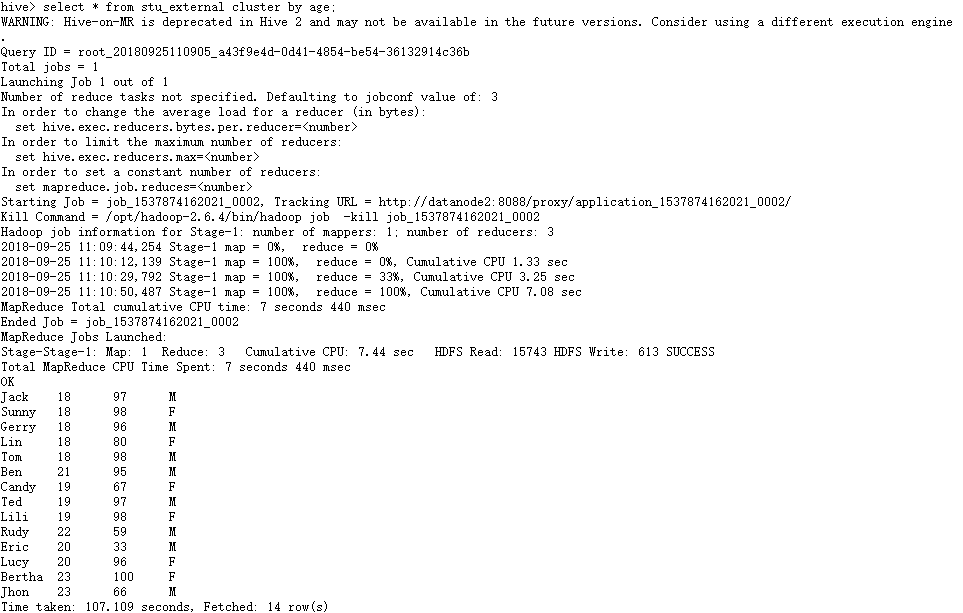 hive> select * from stu_external cluster by age;
WARNING: Hive-on-MR is deprecated in Hive 2 and may not be available in the future versions. Consider using a different execution engine
.
Query ID = root_20180925110905_a43f9e4d-0d41-4854-be54-36132914c36b
Total jobs = 1
Launching Job 1 out of 1
Number of reduce tasks not specified. Defaulting to jobconf value of: 3
In order to change the average load for a reducer (in bytes):
  set hive.exec.reducers.bytes.per.reducer=<number>
In order to limit the maximum number of reducers:
  set hive.exec.reducers.max=<number>
In order to set a constant number of reducers:
  set mapreduce.job.reduces=<number>
Starting Job = job_1537874162021_0002, Tracking URL = http://datanode2:8088/proxy/application_1537874162021_0002/
Kill Command = /opt/hadoop-2.6.4/bin/hadoop job  -kill job_1537874162021_0002
Hadoop job information for Stage-1: number of mappers: 1; number of reducers: 3
2018-09-25 11:09:44,254 Stage-1 map = 0%,  reduce = 0%
2018-09-25 11:10:12,139 Stage-1 map = 100%,  reduce = 0%, Cumulative CPU 1.33 sec
2018-09-25 11:10:29,792 Stage-1 map = 100%,  reduce = 33%, Cumulative CPU 3.25 sec
2018-09-25 11:10:50,487 Stage-1 map = 100%,  reduce = 100%, Cumulative CPU 7.08 sec
MapReduce Total cumulative CPU time: 7 seconds 440 msec
Ended Job = job_1537874162021_0002
MapReduce Jobs Launched:
Stage-Stage-1: Map: 1  Reduce: 3   Cumulative CPU: 7.44 sec   HDFS Read: 15743 HDFS Write: 613 SUCCESS
Total MapReduce CPU Time Spent: 7 seconds 440 msec
OK
Jack    18      97      M
Sunny   18      98      F
Gerry   18      96      M
Lin     18      80      F
Tom     18      98      M
Ben     21      95      M
Candy   19      67      F
Ted     19      97      M
Lili    19      98      F
Rudy    22      59      M
Eric    20      33      M
Lucy    20      96      F
Bertha  23      100     F
Jhon    23      66      M
Time taken: 107.109 seconds, Fetched: 14 row(s)